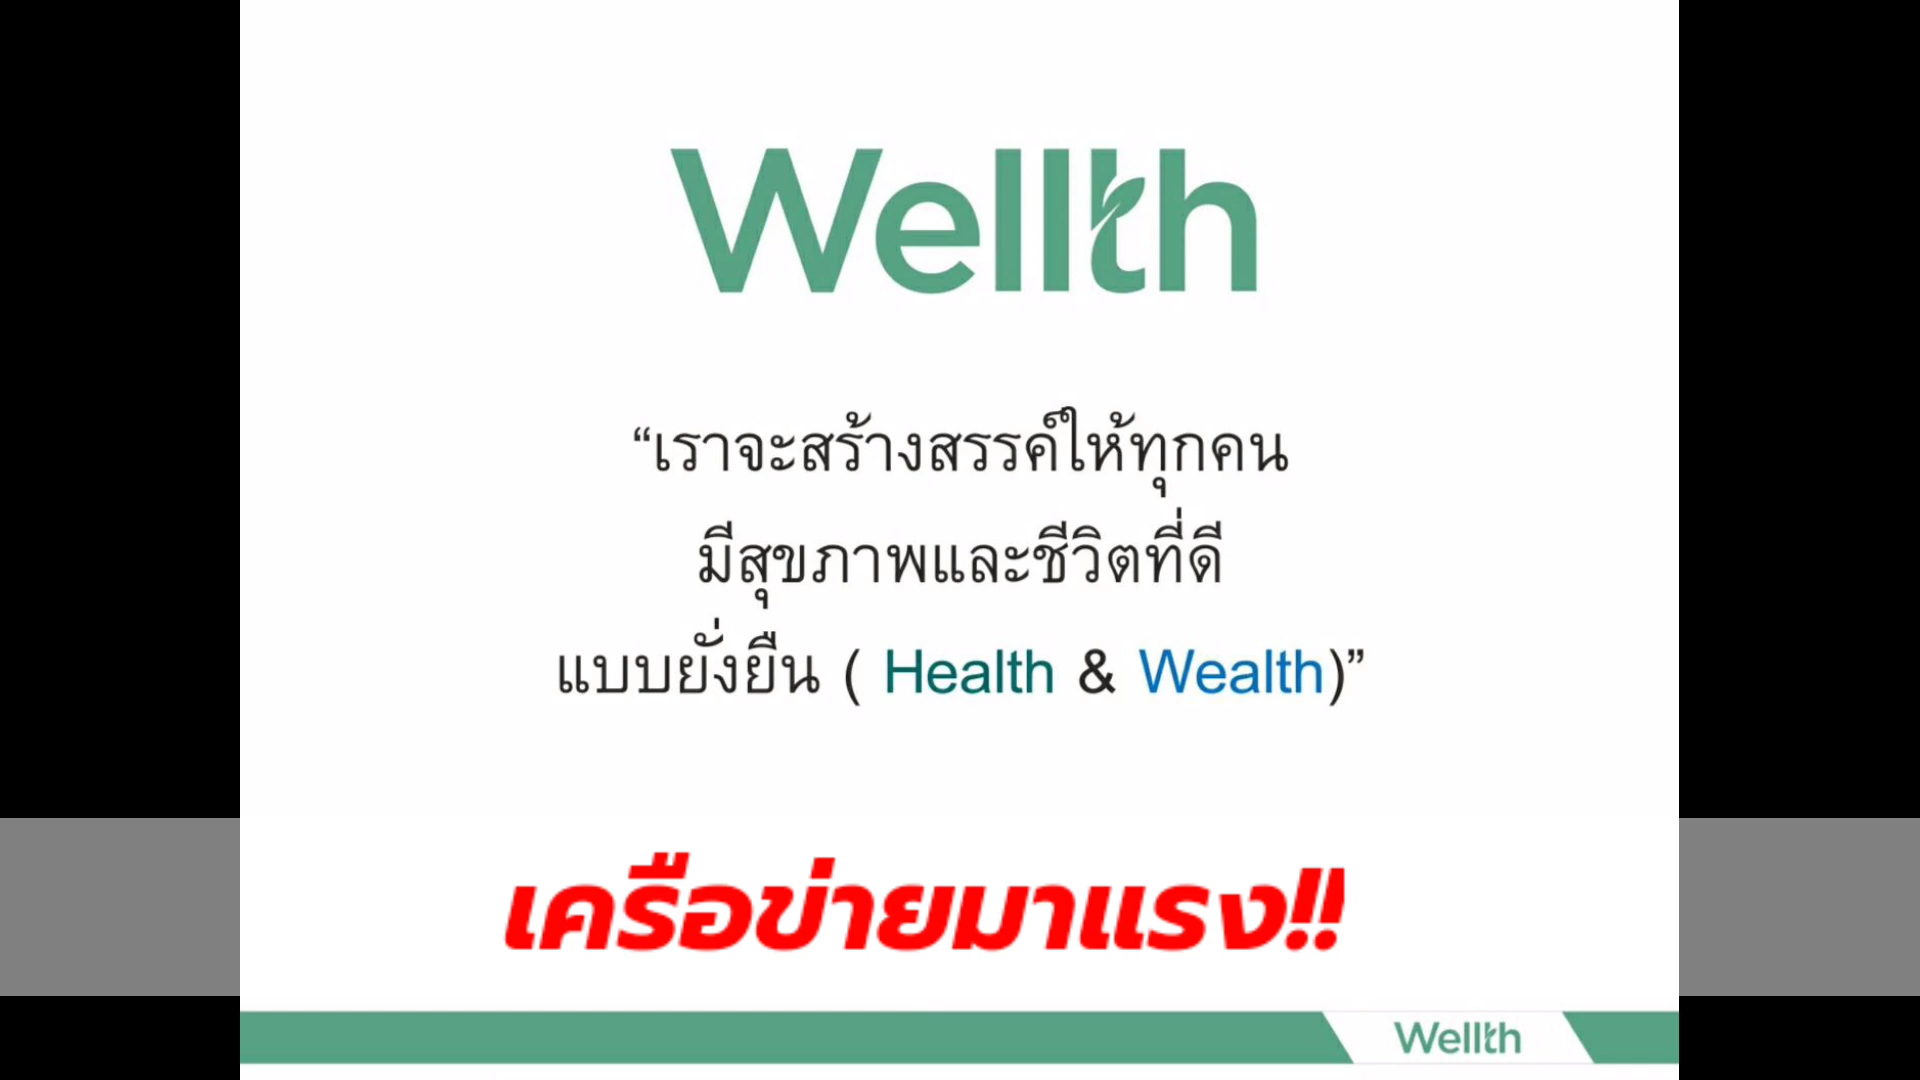 Wellth
“เราจะสร้างสรรค์ให้ทุกคน
มีสุขภาพและชีวิตที่ดี
แบบยั่งยืน ( Health & Wealth)”
เครือข่ายมาแรง!!
Wellth